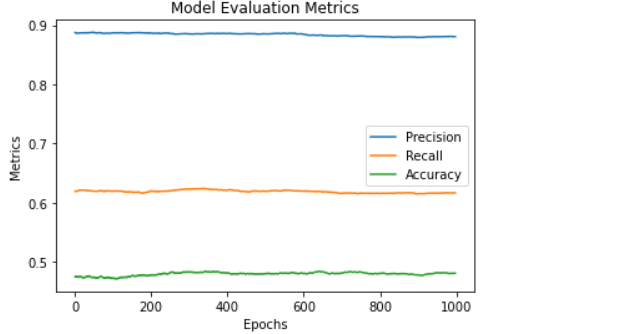 Model Evaluation Metrics
0.9
0.8
0.7
0.6
0.5
Metrics
Precision
Recall
Accuracy
0 200 400 600 800 1000
Epochs